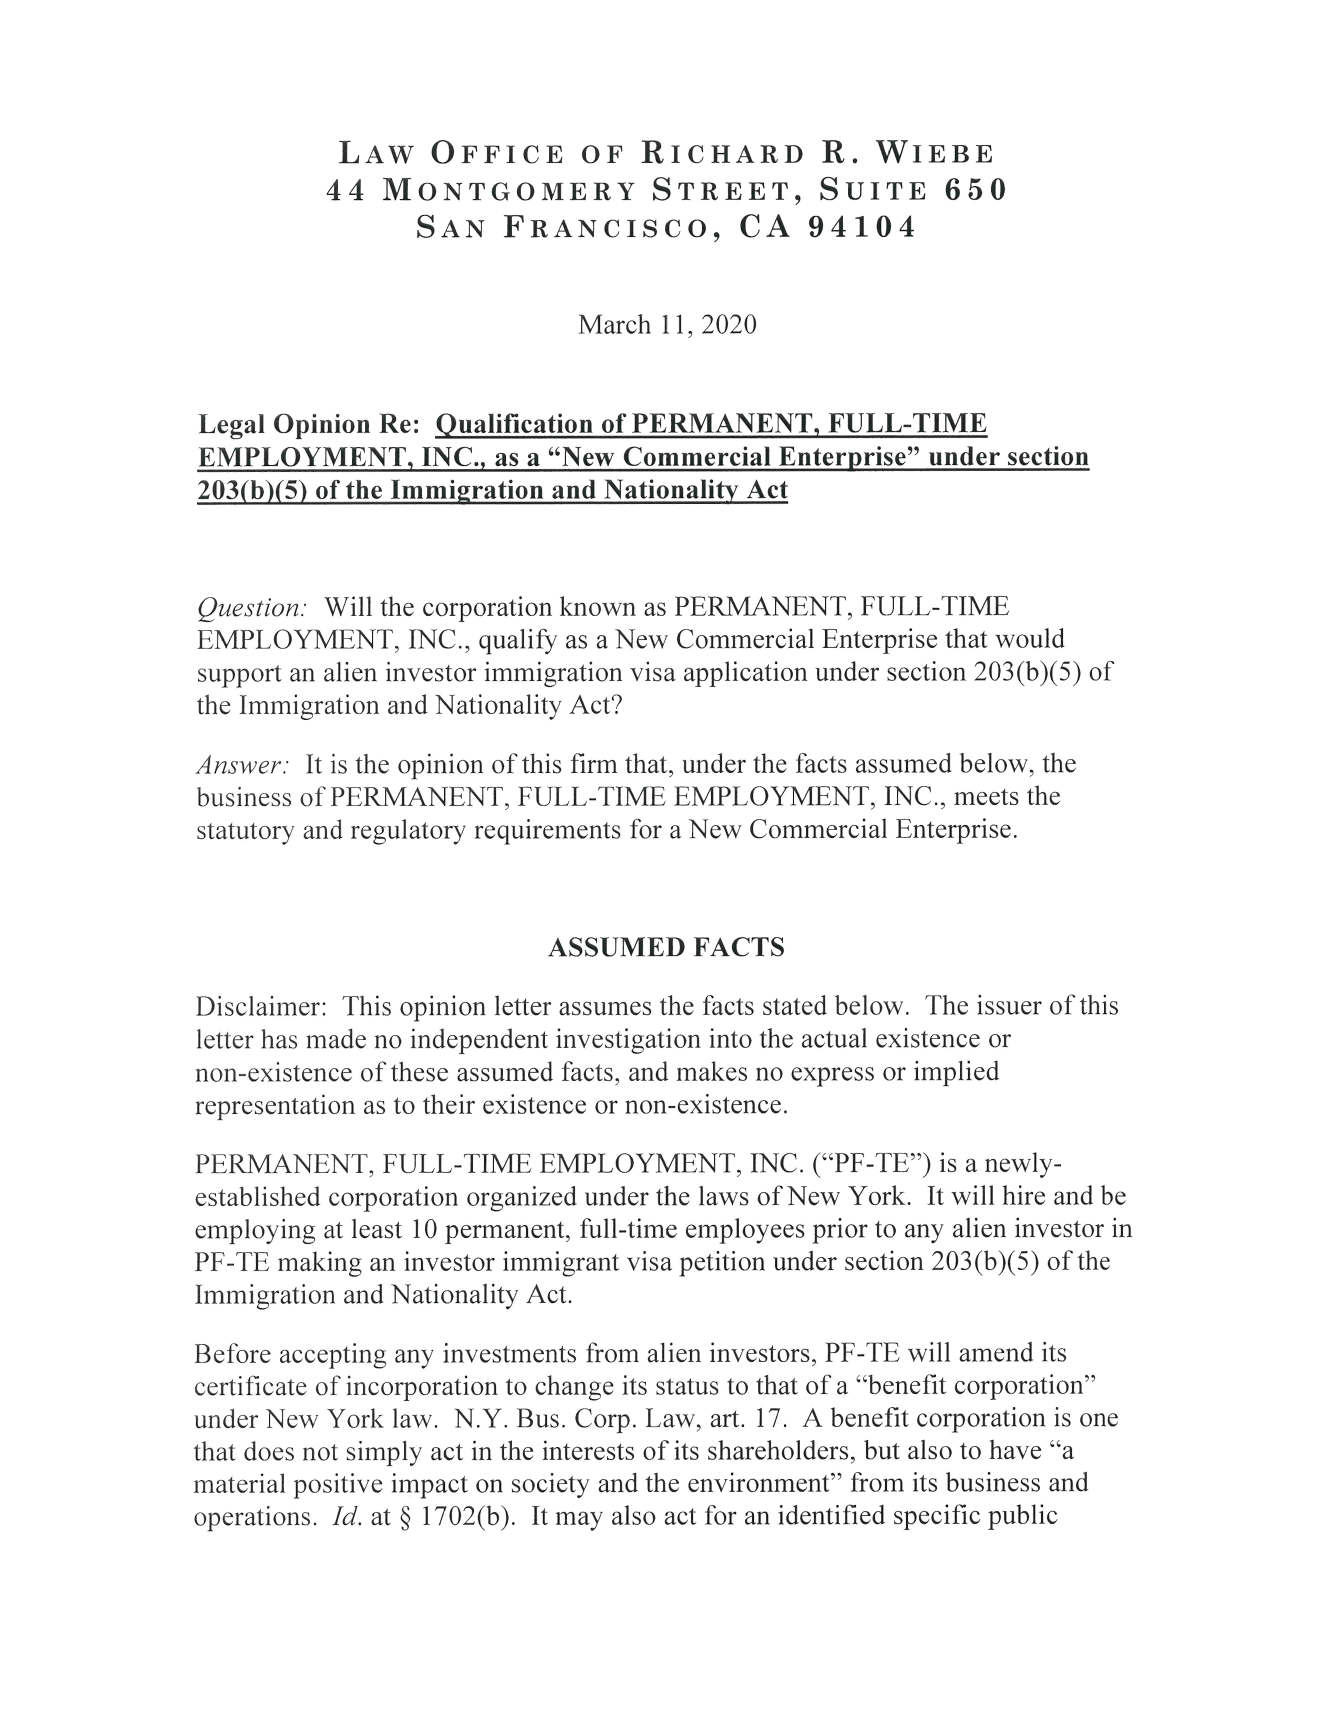 LAW OFFICE OF RICHARD R. WIEBE
44 MONTGOMERY STREET, SUITE 650
SAN FRANCISCO, CA 94104
March 11, 2020
Legal Opinion Re: Qualification of PERMANENT, FULL-TIME
EMPLOYMENT, INC., as a “New Commercial Enterprise” under section
203(b)(5) of the Immigration and Nationality Act
Question: Will the corporation known as PERMANENT, FULL-TIME
EMPLOYMENT, INC., qualify as a New Commercial Enterprise that would
support an alien investor immigration visa application under section 203(b)(5) of
the Immigration and Nationality Act?
Answer: It is the opinion of this firm that, under the facts assumed below, the
business of PERMANENT, FULL-TIME EMPLOYMENT, INC., meets the
statutory and regulatory requirements for a New Commercial Enterprise.
ASSUMED FACTS
Disclaimer: This opinion letter assumes the facts stated below. The issuer of this
letter has made no independent investigation into the actual existence or
non-existence of these assumed facts, and makes no express or implied
representation as to their existence or non-existence.
PERMANENT, FULL-TIME EMPLOYMENT, INC. (“PF-TE”) is a newly-
established corporation organized under the laws of New York. It will hire and be
employing at least 10 permanent, full-time employees prior to any alien investor in
PF-TE making an investor immigrant visa petition under section 203(b)(5) of the
Immigration and Nationality Act.
Before accepting any investments from alien investors, PF-TE will amend its
certificate of incorporation to change its status to that of a “benefit corporation”
under New York law. N.Y. Bus. Corp. Law, art. 17. A benefit corporation is one
that does not simply act in the interests of its shareholders, but also to have “a
material positive impact on society and the environment” from its business and
operations. Id. at § 1702(b). It may also act for an identified specific public